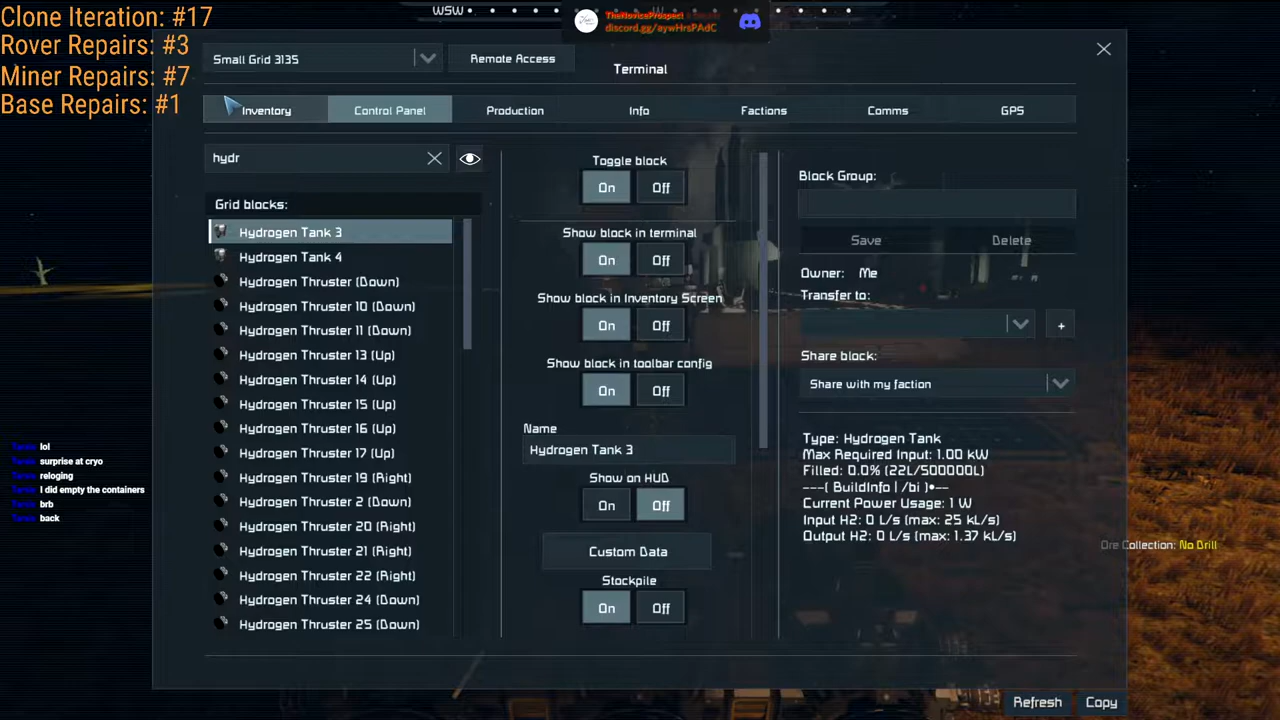 Clone Iteration: #17
Rover Repairs: #3
Miner Repairs: #7
Base Repairs: #1
WSW
W
TheNoviceProspect
discord.gg/aywHrsPAdC
Small Grid 3135
Remote Access
Terminal
Inventory
Control Panel
Production
Info
Factions
Comms
GPS
hydr
Grid blocks:
Hydrogen Tank 3
Hydrogen Tank 4
Hydrogen Thruster (Down)
Hydrogen Thruster 10 (Down)
Hydrogen Thruster 11 (Down)
Hydrogen Thruster 13 (Up)
Hydrogen Thruster 14 (Up)
Hydrogen Thruster 15 (Up)
Hydrogen Thruster 16 (Up)
Hydrogen Thruster 17 (Up)
Hydrogen Thruster 19 (Right)
Hydrogen Thruster 2 (Down)
Hydrogen Thruster 20 (Right)
Hydrogen Thruster 21 (Right)
Hydrogen Thruster 22 (Right)
Hydrogen Thruster 24 (Down)
Hydrogen Thruster 25 (Down)
Toggle block
On Off
Show block in terminal
On Off
Show block in Inventory Screen
On Off
Show block in toolbar config
On Off
Name
Hydrogen Tank 3
Show on HUD
On Off
Custom Data
Stockpile
On Off
Block Group:
Save Delete
Owner: Me
Transfer to:
+
Share block:
Share with my faction
Type: Hydrogen Tank
Max Required Input: 1.00 kW
Filled: 0.0% (22L/500000L)
---( BuildInfo | /bi )•--
Current Power Usage: 1 W
Input H2: 0 L/s (max: 25 kL/s)
Output H2: 0 L/s (max: 1.37 kL/s)
Ore Collection: No Drill
lol
surprise at cryo
reloging
I did empty the containers
brb
back
Refresh
Copy